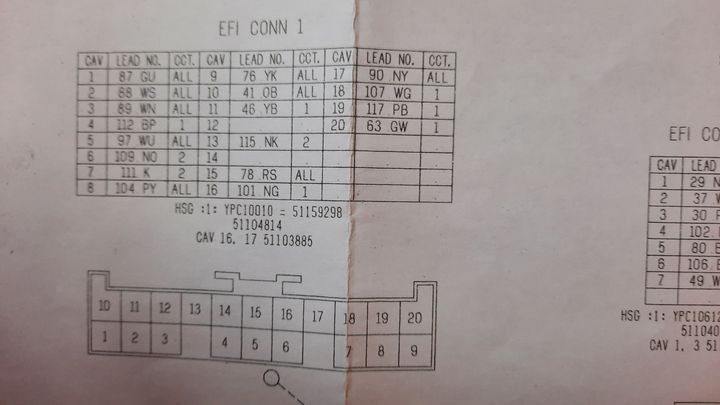 EFI CONN 1
CAV LEAD NO. CCT. CAV LEAD NO. CCT. CAV LEAD NO. CCT.
1 87 GU ALL 9 76 YK ALL 17 90 NY ALL
2 88 WS ALL 10 41 OB ALL 18 107 WG 1
3 89 WN ALL 11 46 YB 1 19 117 PB 1
4 112 BP 1 12 20 63 GW 1
5 97 WU ALL 13 115 NK 2
6 109 NO 2 14
7 111 K 2 15 78 RS ALL
8 104 PY ALL 16 101 NG 1
HSG :1: YPC10010 = 51159298
51104814
CAV 16, 17 51103885
10 11 12 13 14 15 16 17 18 19 20
1 2 3 4 5 6 7 8 9
EFI CO
CAV LEAD
1 29 N
2 37
3 30
4 102
5 80
6 106
7 49 W
HSG :1: YPC1061
511040
CAV 1, 3 51